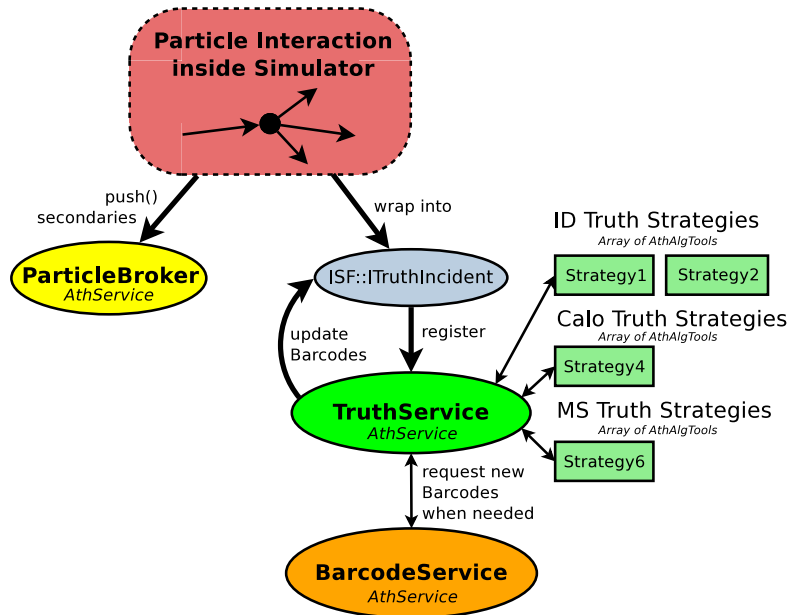 Particle Interaction
inside Simulator
push()
secondaries
wrap into
ParticleBroker
AthService
ISF::ITruthIncident
update
Barcodes
register
TruthService
AthService
request new
Barcodes
when needed
BarcodeService
AthService
ID Truth Strategies
Array of AthAlgTools
Strategy1
Strategy2
Calo Truth Strategies
Array of AthAlgTools
Strategy4
MS Truth Strategies
Array of AthAlgTools
Strategy6